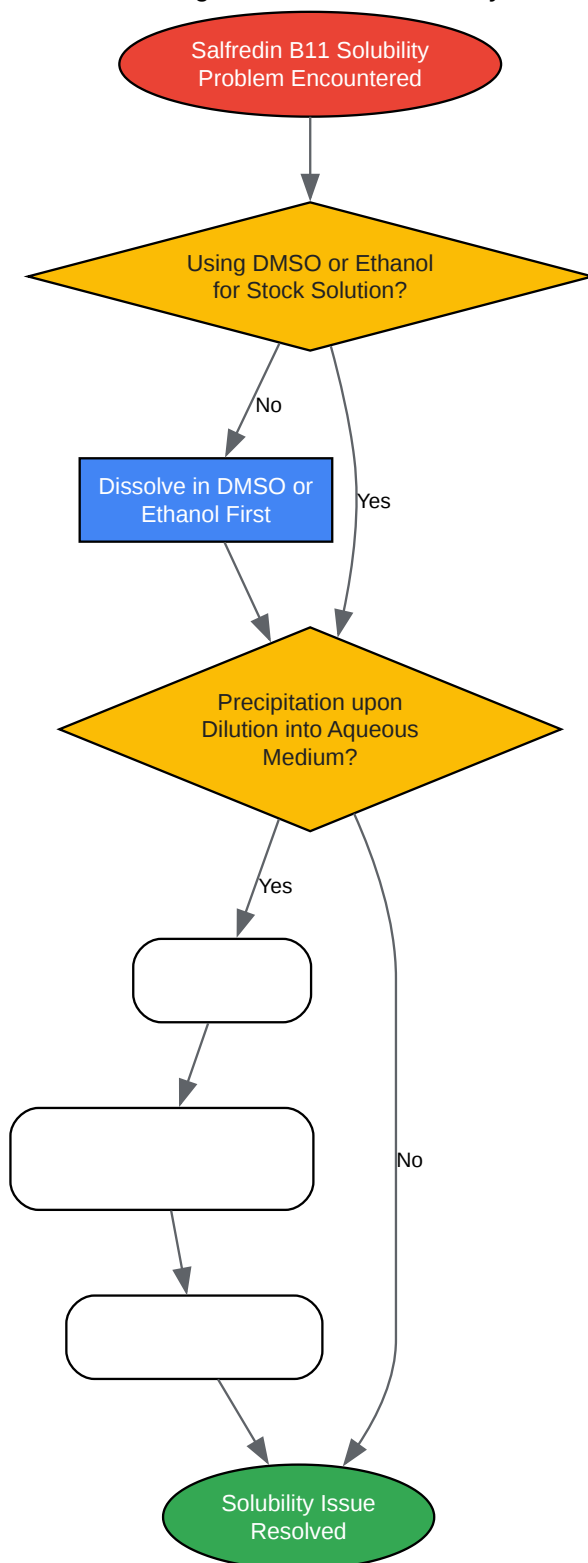 Salfredin B11 Solubility
Problem Encountered
Using DMSO or Ethanol
for Stock Solution?
No
Yes
Dissolve in DMSO or
Ethanol First
Precipitation upon
Dilution into Aqueous
Medium?
Yes
No
Solubility Issue
Resolved